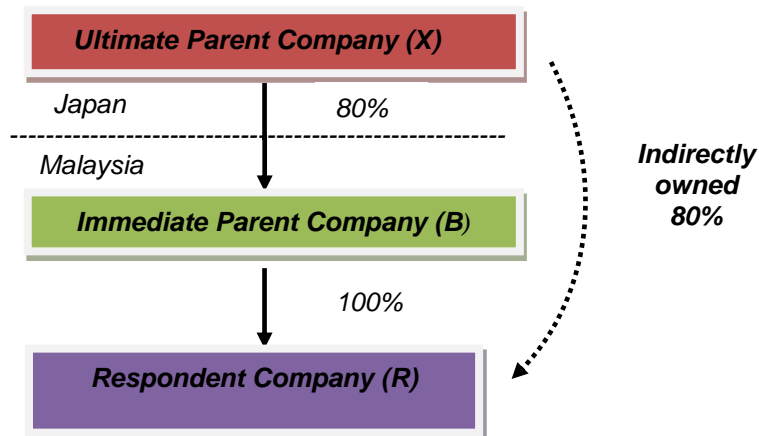 Ultimate Parent Company (X)
Japan
80%
Malaysia
Indirectly
owned
80%
Immediate Parent Company (B)
100%
Respondent Company (R)